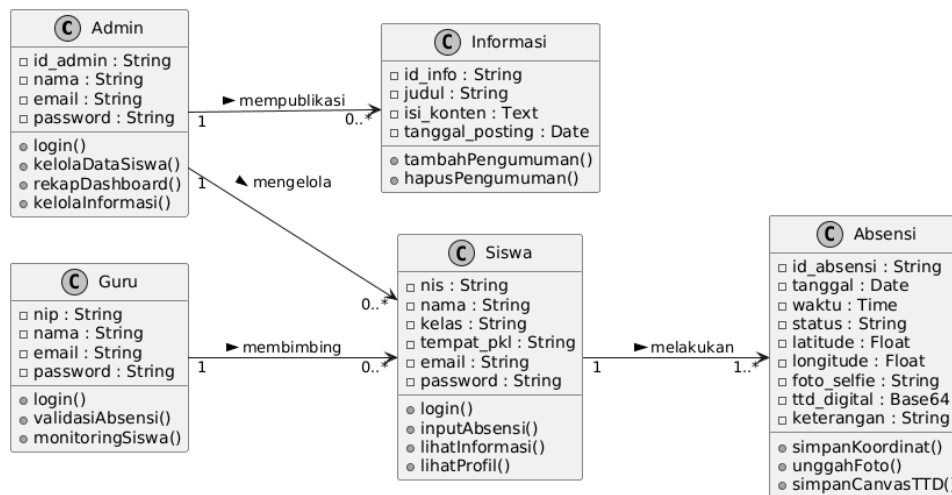 C Admin
id_admin : String
nama : String
email : String
password : String
login()
kelolaDataSiswa()
rekapDashboard()
kelolaInformasi()
mempublikasi
1
0..*
C Informasi
id_info : String
judul : String
isi_konten : Text
tanggal_posting : Date
tambahPengumuman()
hapusPengumuman()
1
mengelola
0..*
C Guru
nip : String
nama : String
email : String
password : String
login()
validasiAbsensi()
monitoringSiswa()
membimbing
1
0..*
C Siswa
nis : String
nama : String
kelas : String
tempat_pkl : String
email : String
password : String
login()
inputAbsensi()
lihatInformasi()
lihatProfil()
melakukan
1
1..*
C Absensi
id_absensi : String
tanggal : Date
waktu : Time
status : String
latitude : Float
longitude : Float
foto_selfie : String
ttd_digital : Base64
keterangan : String
simpanKoordinat()
unggahFoto()
simpanCanvasTTD()